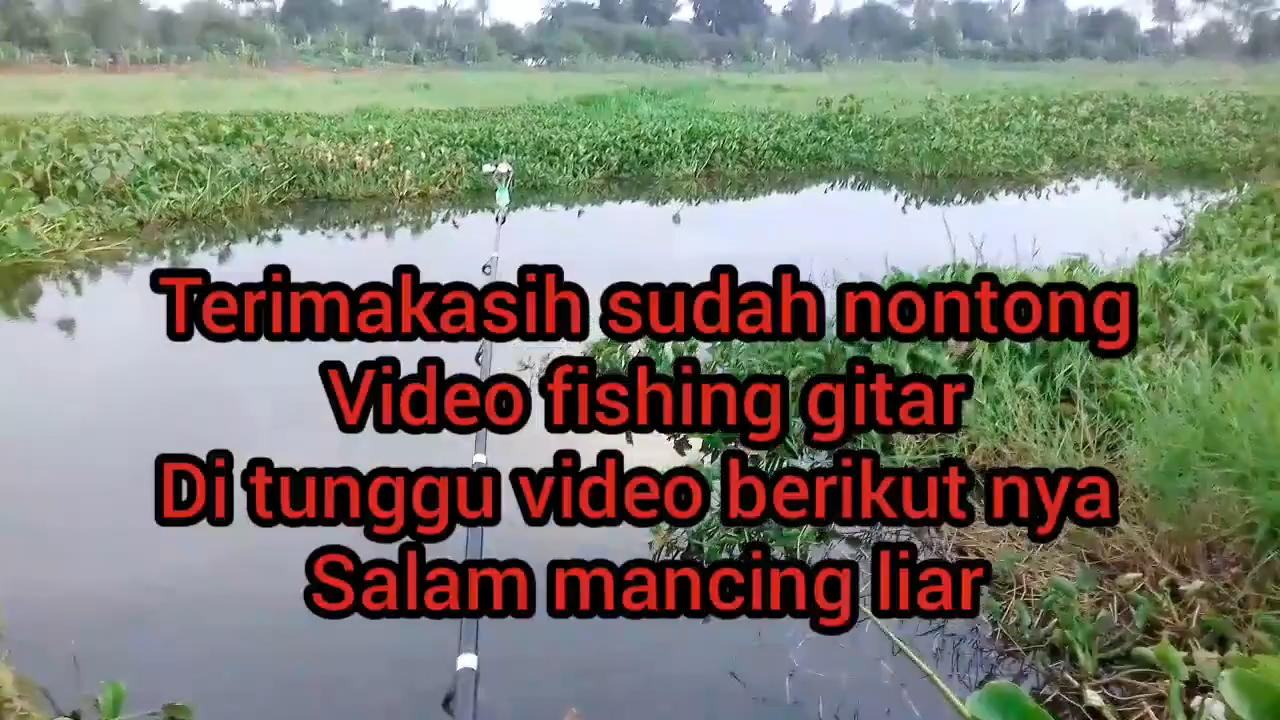 Terimakasih sudah nontong
Video fishing gitar
Di tunggu video berikut nya
Salam mancing liar